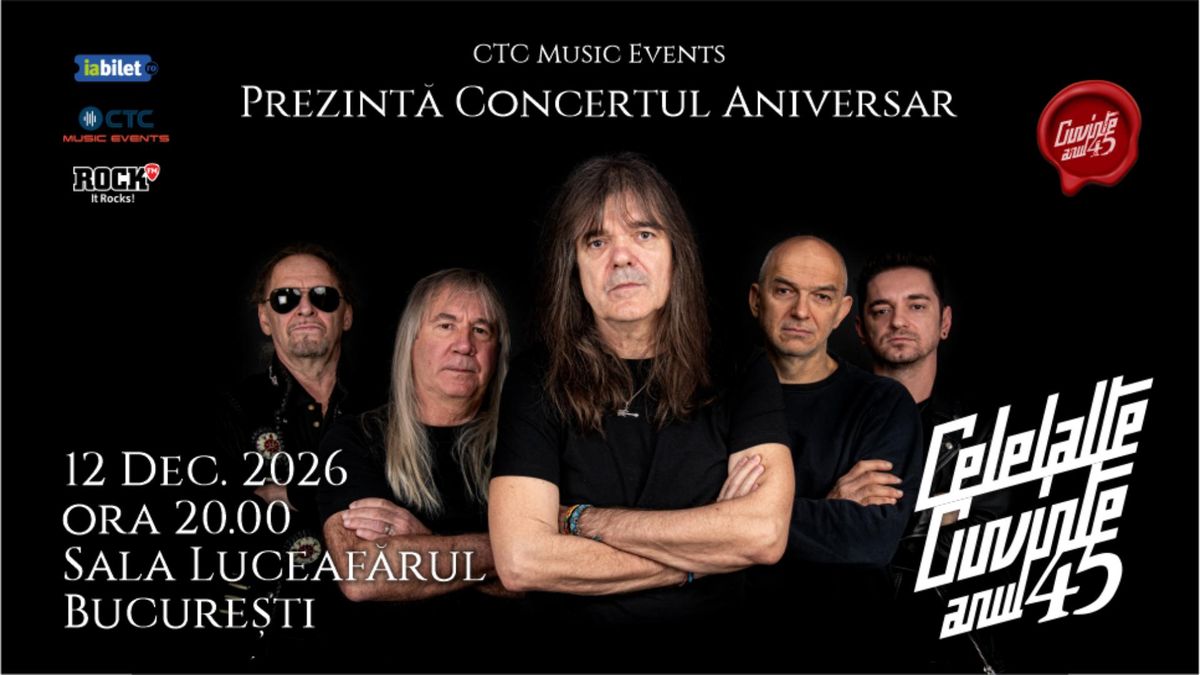 CTC Music Events
Prezintă Concertul Aniversar
iabilet.ro
CTC
MUSIC EVENTS
ROCK FM
It Rocks!
Cuvinte
anul 45
12 Dec. 2026
ora 20.00
Sala Luceafărul
București
Celelalte
Cuvinte
anul 45